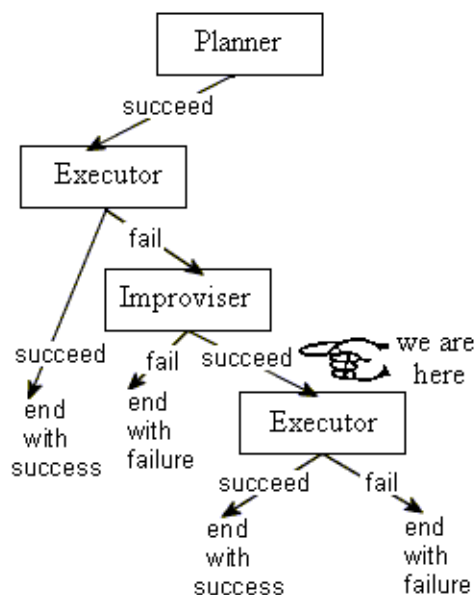 Planner
succeed
Executor
fail
Improviser
succeed
fail
succeed
we are
here
end
with
success
end
with
failure
Executor
succeed
fail
end
with
success
end
with
failure